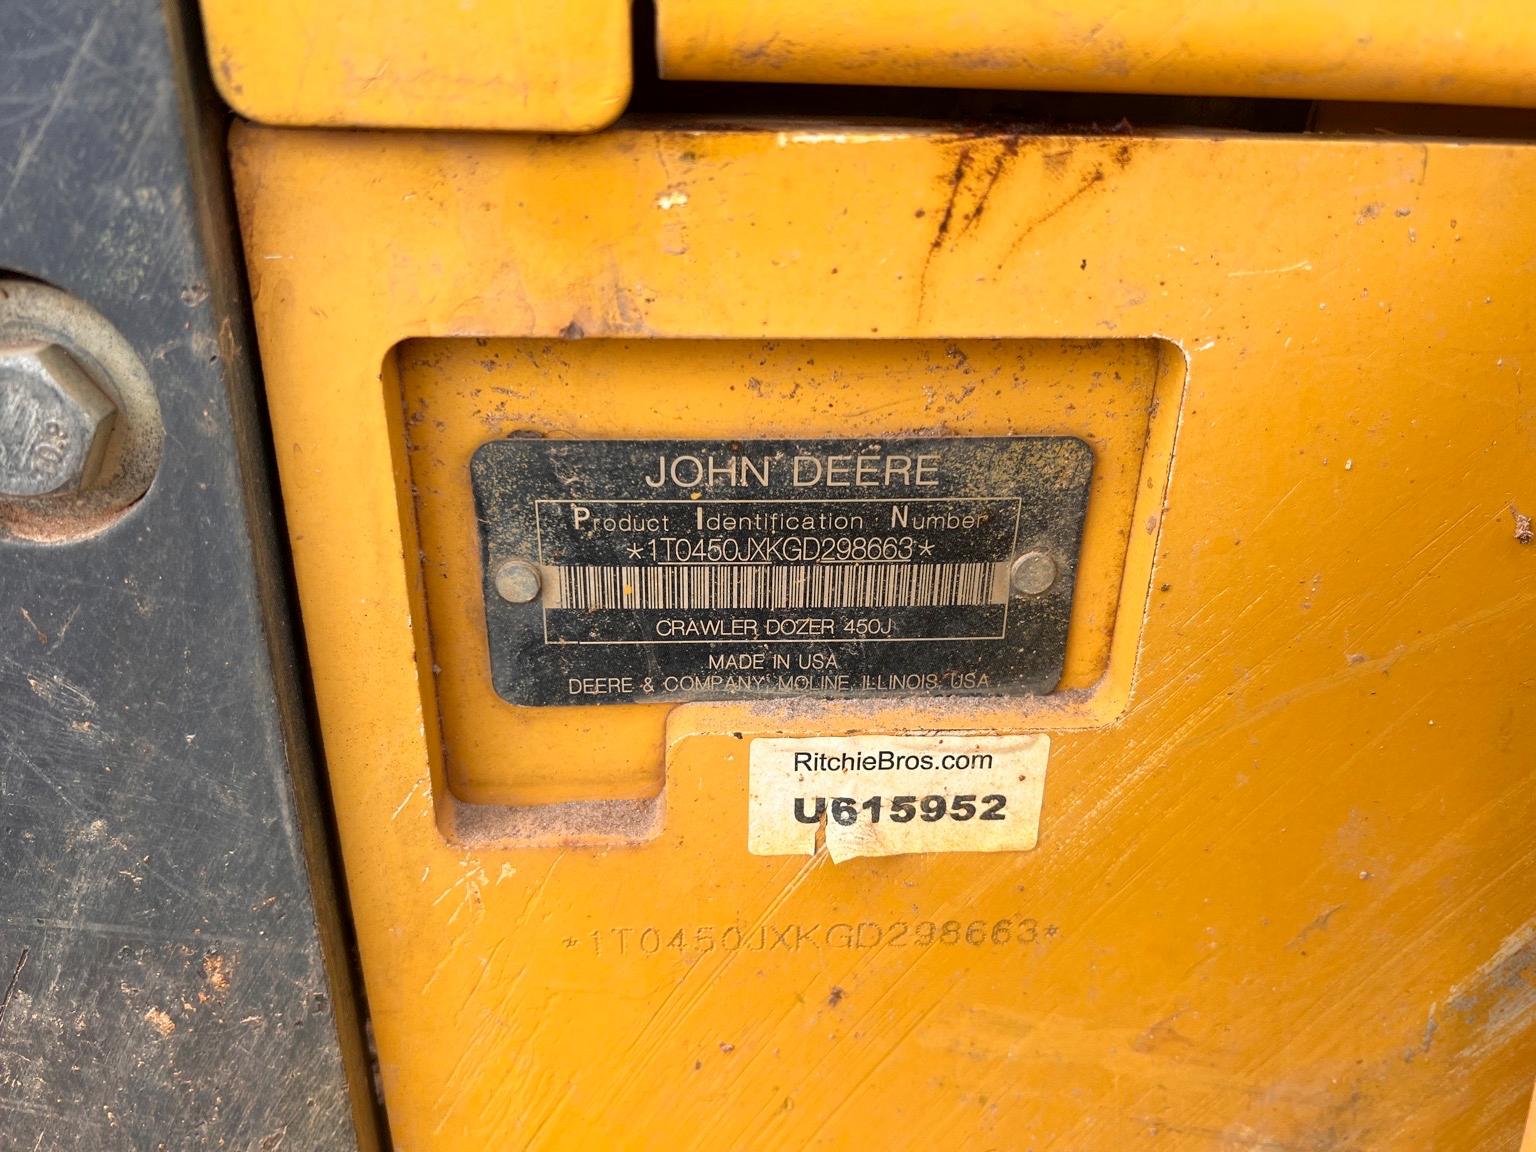 JOHN DEERE
Product Identification Number
*1T0450JXKGD298663*
CRAWLER DOZER 450J
MADE IN USA
DEERE & COMPANY, MOLINE, ILLINOIS, USA
RitchieBros.com
U615952
*1T0450JXKGD298663*